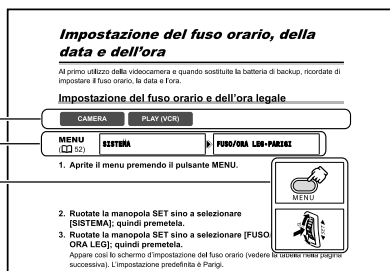 Impostazione del fuso orario, della
data e dell'ora
Al primo utilizzo della videocamera e quando sostituite la batteria di backup, ricordate di
impostare il fuso orario, la data e l'ora.
Impostazione del fuso orario e dell'ora legale
CAMERA PLAY (VCR)
MENU
( 52)
SISTEMA FUSO/ORA LEG•PARIGI
1. Aprite il menu premendo il pulsante MENU.
MENU
2. Ruotate la manopola SET sino a selezionare
[SISTEMA]; quindi premetela.
SET
3. Ruotate la manopola SET sino a selezionare [FUSO
ORA LEG]; quindi premetela.
Appare così lo schermo d'impostazione del fuso orario (vedere la tabella nella pagina
successiva). L'impostazione predefinita è Parigi.